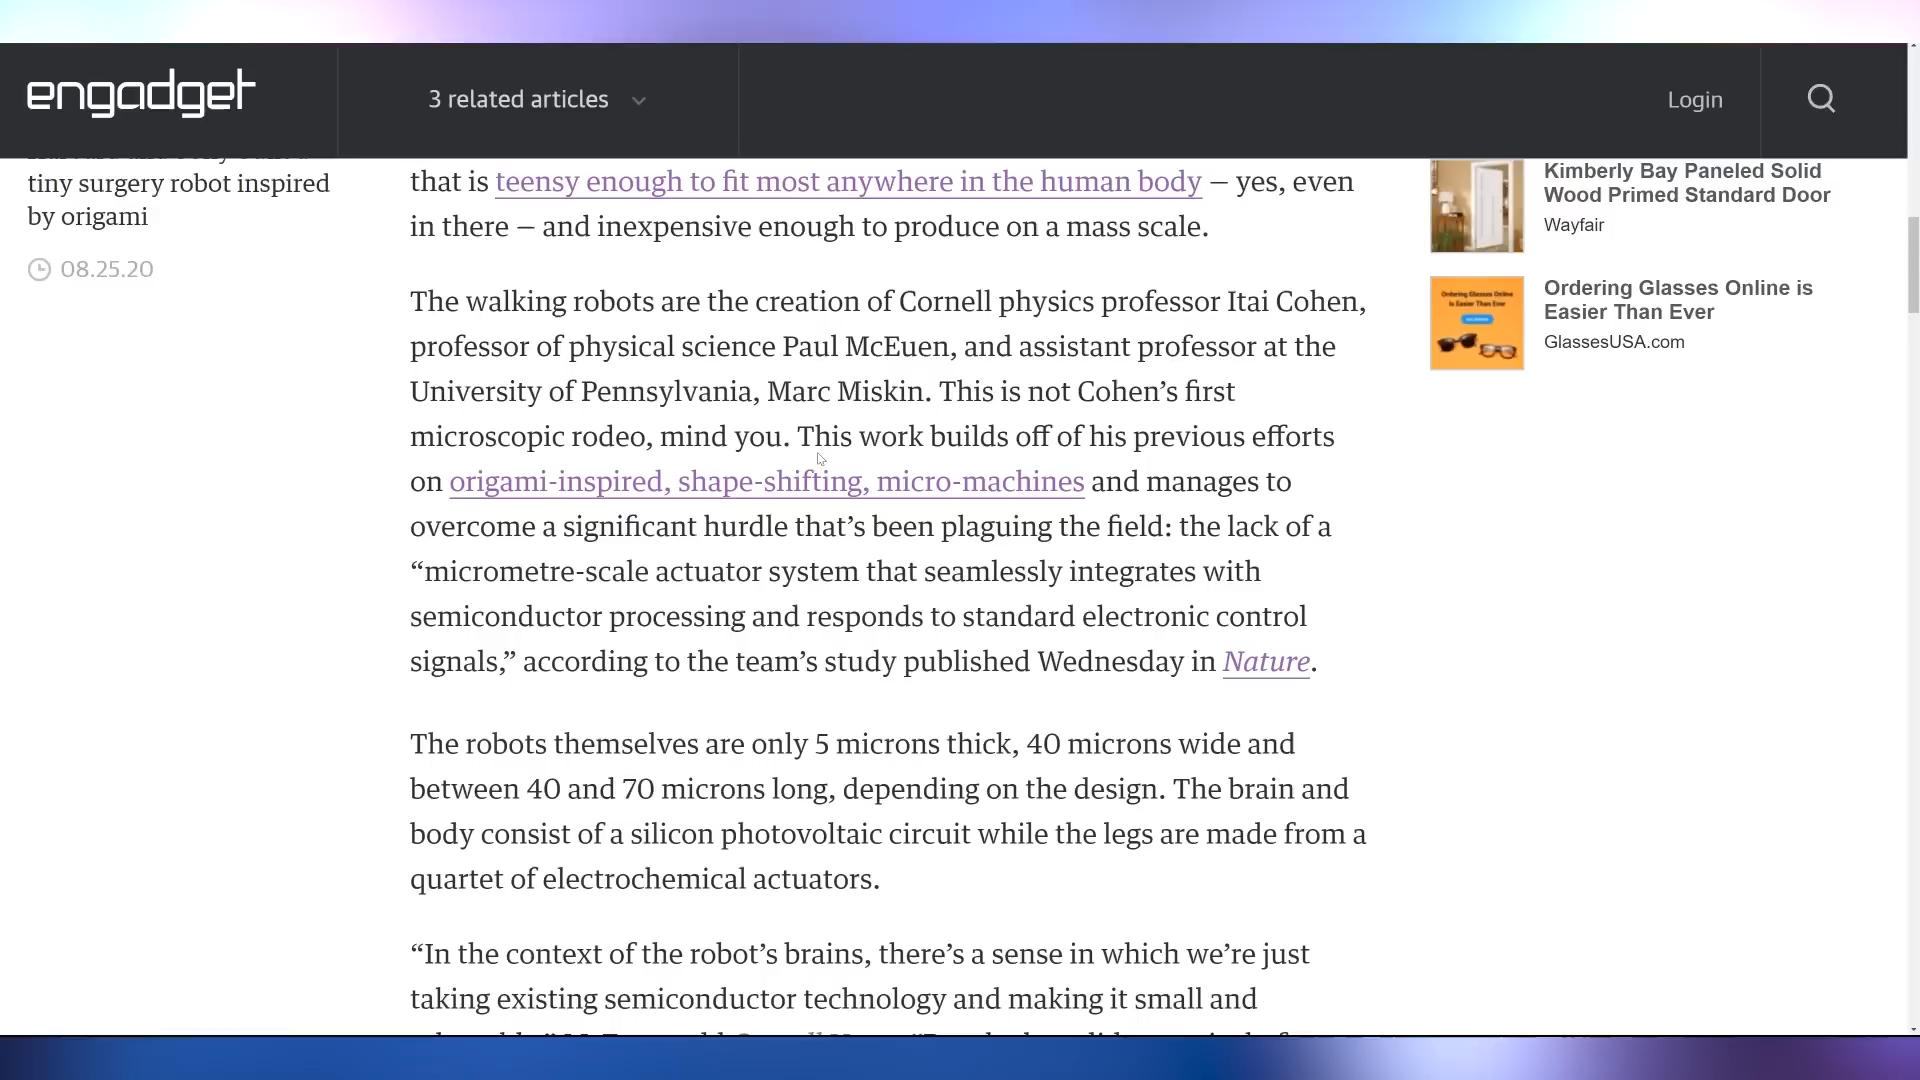 engadget
3 related articles
Login
tiny surgery robot inspired
by origami
08.25.20
that is teensy enough to fit most anywhere in the human body — yes, even
in there — and inexpensive enough to produce on a mass scale.
The walking robots are the creation of Cornell physics professor Itai Cohen,
professor of physical science Paul McEuen, and assistant professor at the
University of Pennsylvania, Marc Miskin. This is not Cohen’s first
microscopic rodeo, mind you. This work builds off of his previous efforts
on origami-inspired, shape-shifting, micro-machines and manages to
overcome a significant hurdle that’s been plaguing the field: the lack of a
“micrometre-scale actuator system that seamlessly integrates with
semiconductor processing and responds to standard electronic control
signals,” according to the team’s study published Wednesday in Nature.
The robots themselves are only 5 microns thick, 40 microns wide and
between 40 and 70 microns long, depending on the design. The brain and
body consist of a silicon photovoltaic circuit while the legs are made from a
quartet of electrochemical actuators.
“In the context of the robot’s brains, there’s a sense in which we’re just
taking existing semiconductor technology and making it small and
Kimberly Bay Paneled Solid
Wood Primed Standard Door
Wayfair
Ordering Glasses Online
is Easier Than Ever
Ordering Glasses Online is
Easier Than Ever
GlassesUSA.com